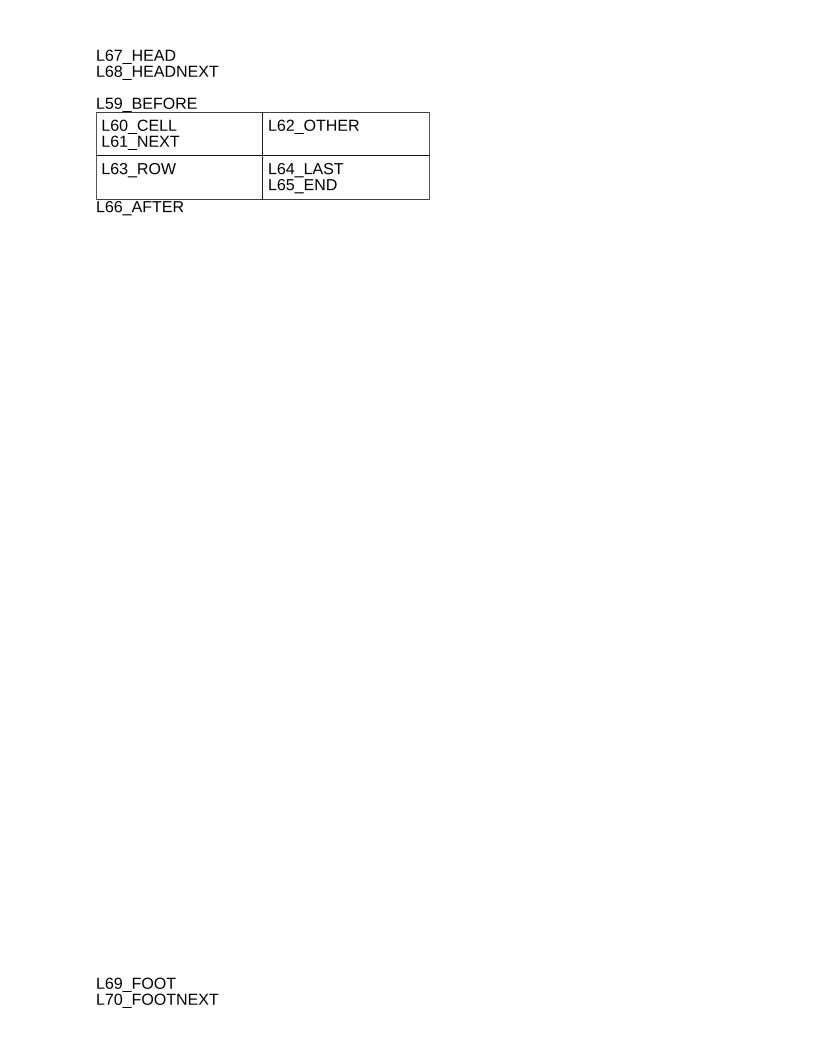 L67_HEAD
L68_HEADNEXT
L59_BEFORE
L60_CELL
L61_NEXT
L62_OTHER
L63_ROW
L64_LAST
L65_END
L66_AFTER
L69_FOOT
L70_FOOTNEXT